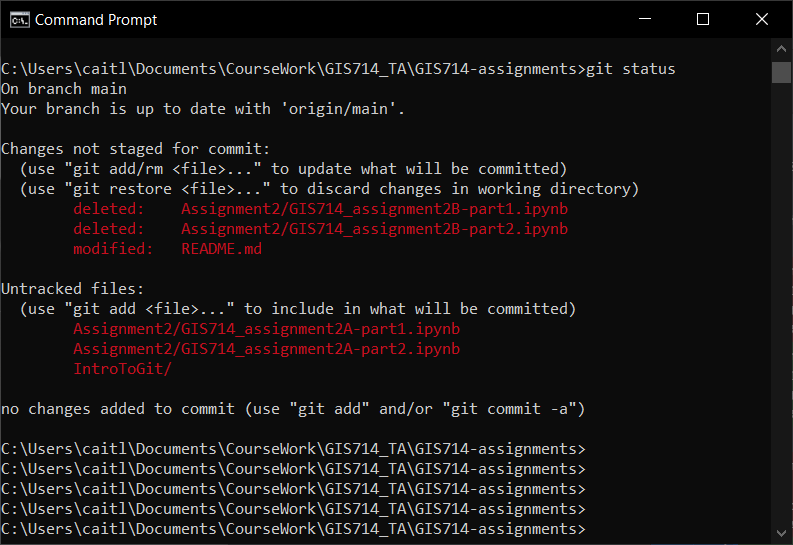 Command Prompt
C:\Users\caitl\Documents\CourseWork\GIS714_TA\GIS714-assignments>git status
On branch main
Your branch is up to date with 'origin/main'.
Changes not staged for commit:
  (use "git add/rm <file>..." to update what will be committed)
  (use "git restore <file>..." to discard changes in working directory)
        deleted:    Assignment2/GIS714_assignment2B-part1.ipynb
        deleted:    Assignment2/GIS714_assignment2B-part2.ipynb
        modified:   README.md
Untracked files:
  (use "git add <file>..." to include in what will be committed)
        Assignment2/GIS714_assignment2A-part1.ipynb
        Assignment2/GIS714_assignment2A-part2.ipynb
        IntroToGit/
no changes added to commit (use "git add" and/or "git commit -a")
C:\Users\caitl\Documents\CourseWork\GIS714_TA\GIS714-assignments>
C:\Users\caitl\Documents\CourseWork\GIS714_TA\GIS714-assignments>
C:\Users\caitl\Documents\CourseWork\GIS714_TA\GIS714-assignments>
C:\Users\caitl\Documents\CourseWork\GIS714_TA\GIS714-assignments>
C:\Users\caitl\Documents\CourseWork\GIS714_TA\GIS714-assignments>